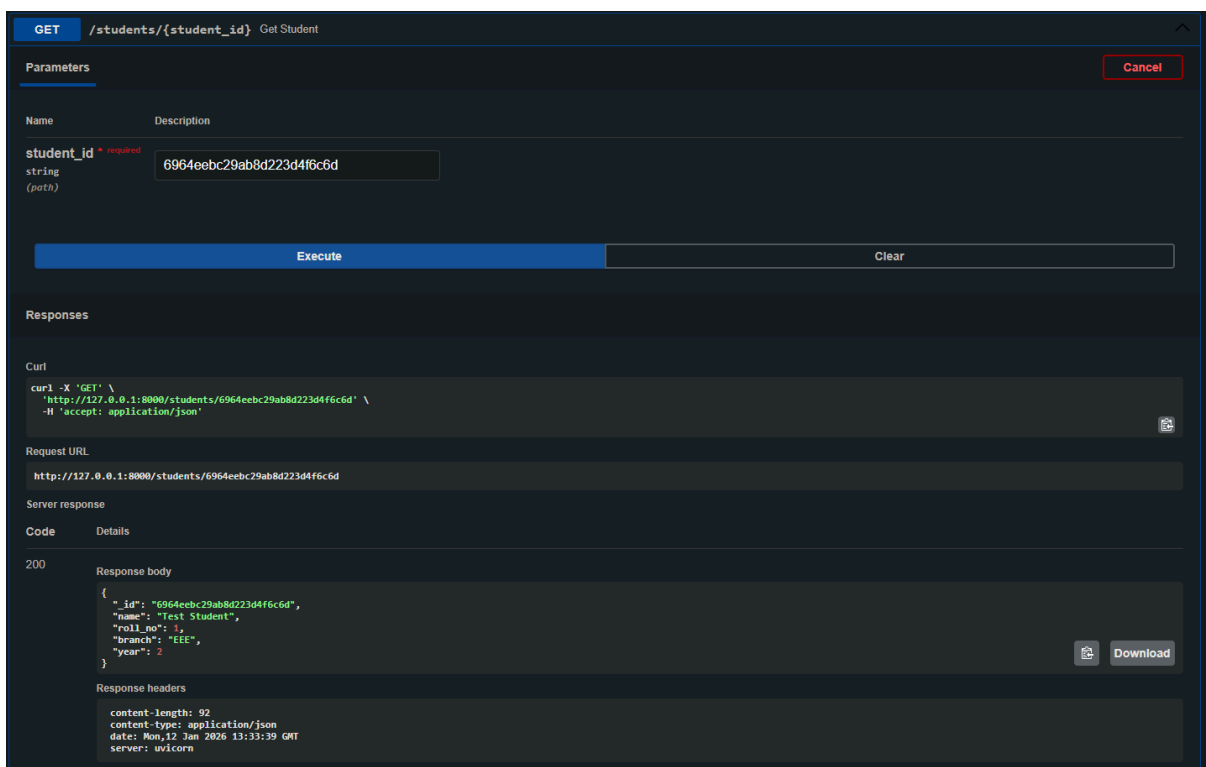 GET /students/{student_id} Get Student
Parameters
Cancel
Name Description
student_id * required
string
(path)
6964eebc29ab8d223d4f6c6d
Execute Clear
Responses
Curl
curl -X 'GET' \
'http://127.0.0.1:8000/students/6964eebc29ab8d223d4f6c6d' \
-H 'accept: application/json'
Request URL
http://127.0.0.1:8000/students/6964eebc29ab8d223d4f6c6d
Server response
Code Details
200
Response body
{
"_id": "6964eebc29ab8d223d4f6c6d",
"name": "Test Student",
"roll_no": 1,
"branch": "EEE",
"year": 2
}
Download
Response headers
content-length: 92
content-type: application/json
date: Mon,12 Jan 2026 13:33:39 GMT
server: uvicorn